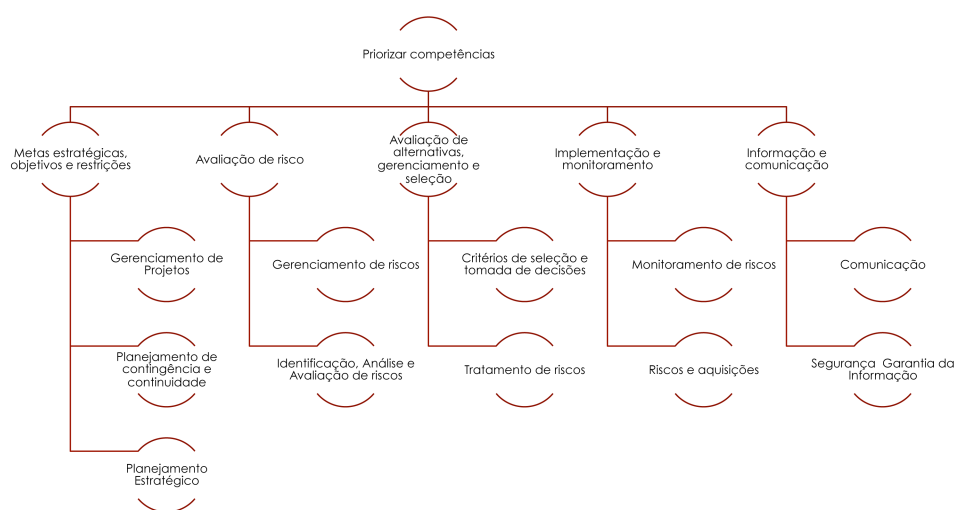 Priorizar competências
Metas estratégicas,
objetivos e restrições
Avaliação de risco
Avaliação de
alternativas,
gerenciamento e
seleção
Implementação e
monitoramento
Informação e
comunicação
Gerenciamento de
Projetos
Gerenciamento de riscos
Critérios de seleção e
tomada de decisões
Monitoramento de riscos
Comunicação
Planejamento de
contingência e
continuidade
Identificação, Análise e
Avaliação de riscos
Tratamento de riscos
Riscos e aquisições
Segurança  Garantia da
Informação
Planejamento
Estratégico